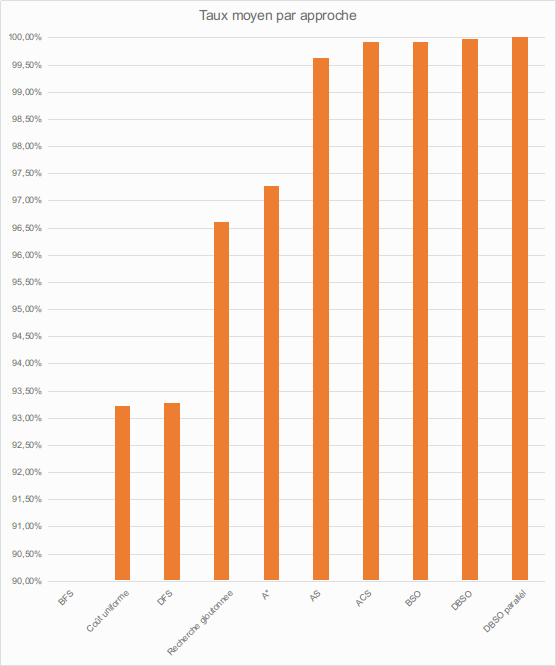 Taux moyen par approche
100,00%
99,50%
99,00%
98,50%
98,00%
97,50%
97,00%
96,50%
96,00%
95,50%
95,00%
94,50%
94,00%
93,50%
93,00%
92,50%
92,00%
91,50%
91,00%
90,50%
90,00%
BFS
Coût uniforme
DFS
Recherche gloutonnee
A*
AS
ACS
BSO
DBSO
DBSO parallél